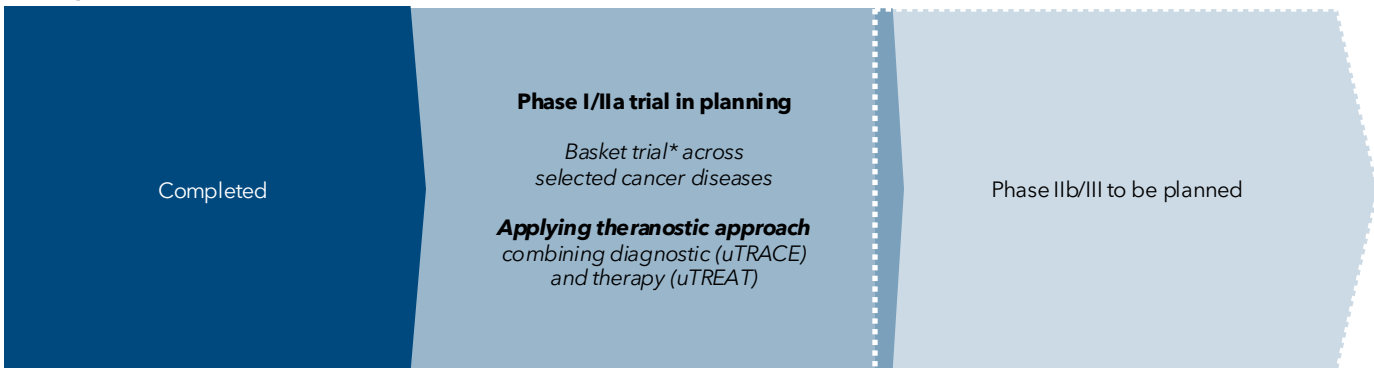 Completed
Phase I/IIa trial in planning
Basket trial* across
selected cancer diseases
Applying theranostic approach
combining diagnostic (uTRACE)
and therapy (uTREAT)
Phase IIb/III to be planned